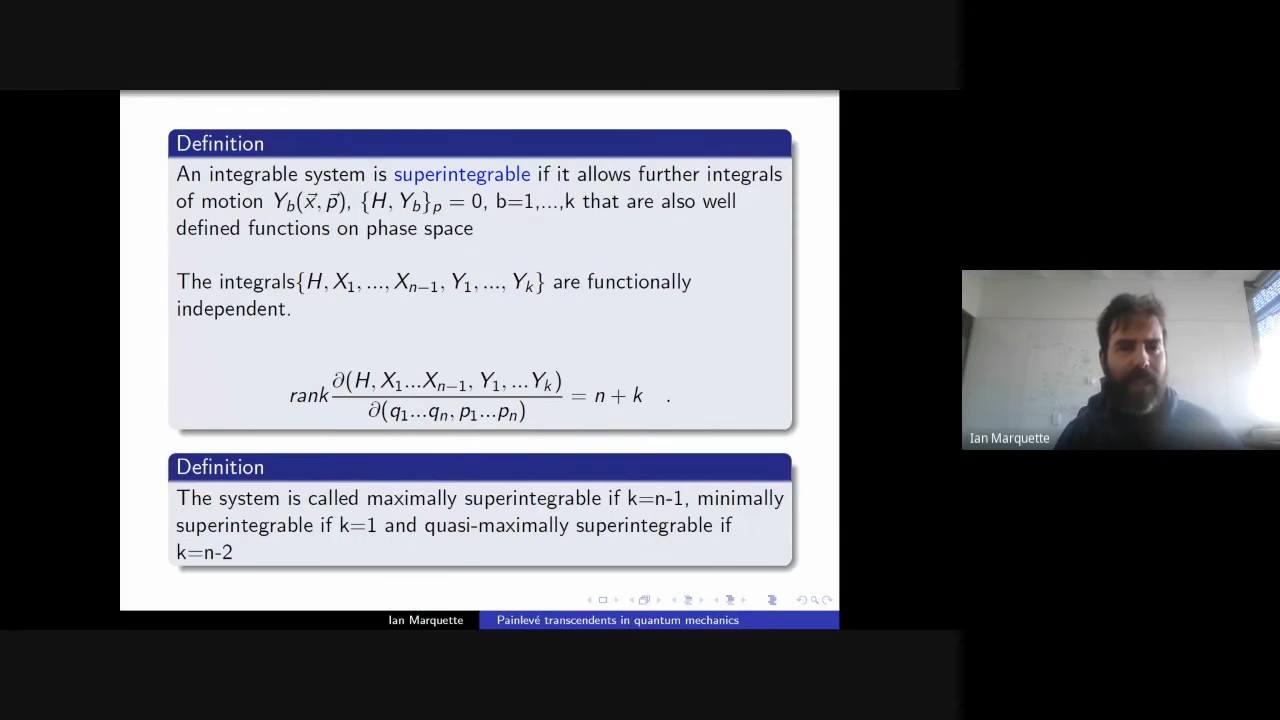 Definition
An integrable system is superintegrable if it allows further integrals
of motion Y_b(x⃗, p⃗), {H, Y_b}_p = 0, b=1,...,k that are also well
defined functions on phase space
The integrals{H, X_1, ..., X_{n−1}, Y_1, ..., Y_k} are functionally
independent.
rank ∂(H, X_1...X_{n−1}, Y_1, ...Y_k) / ∂(q_1...q_n, p_1...p_n) = n + k .
Definition
The system is called maximally superintegrable if k=n-1, minimally
superintegrable if k=1 and quasi-maximally superintegrable if
k=n-2
Ian Marquette
Painlevé transcendents in quantum mechanics
Ian Marquette